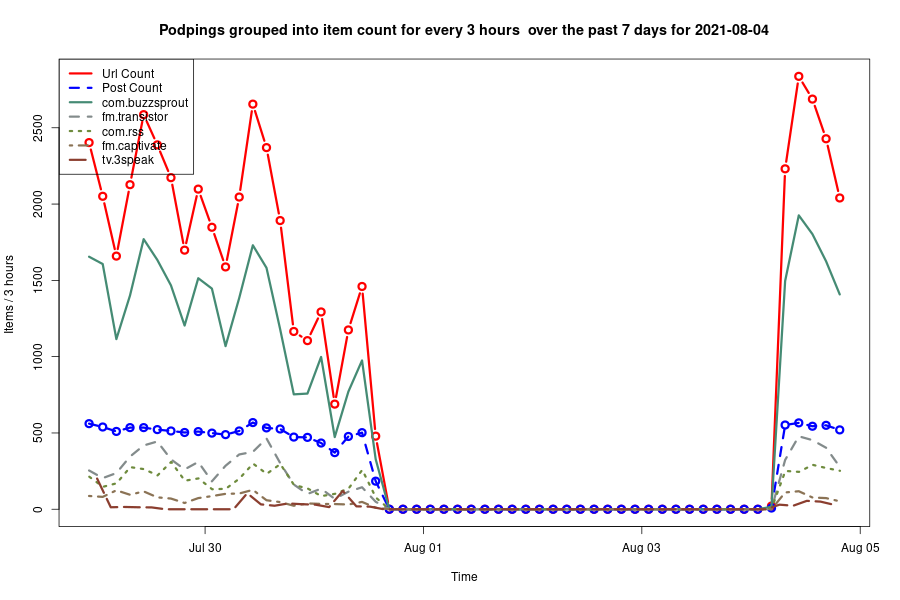 Podpings grouped into item count for every 3 hours  over the past 7 days for 2021-08-04
Url Count
Post Count
com.buzzsprout
fm.transistor
com.rss
fm.captivate
tv.3speak
Items / 3 hours
2500
2000
1500
1000
500
0
Jul 30
Aug 01
Aug 03
Aug 05
Time